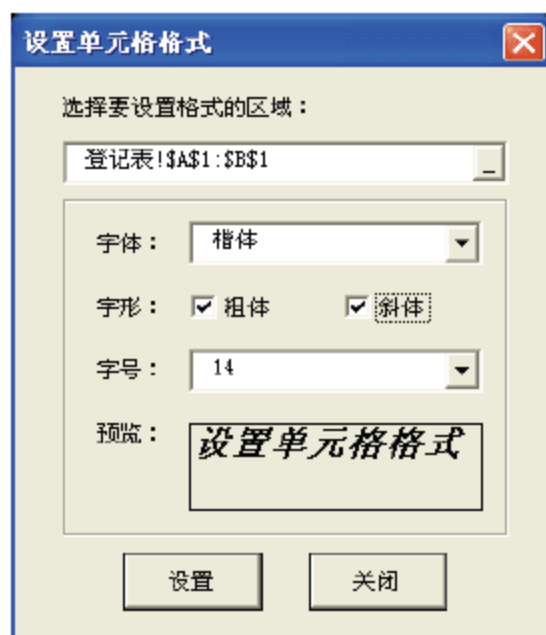 设置单元格格式
选择要设置格式的区域：
登记表!$A$1:$B$1
字体： 楷体
字形： 粗体 斜体
字号： 14
预览： 设置单元格格式
设置 关闭